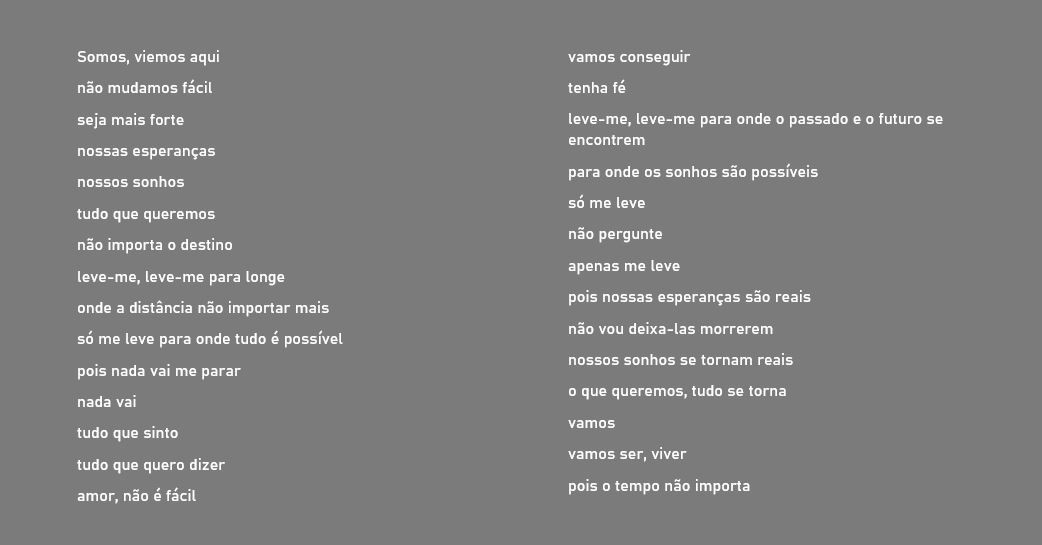 Somos, viemos aqui
não mudamos fácil
seja mais forte
nossas esperanças
nossos sonhos
tudo que queremos
não importa o destino
leve-me, leve-me para longe
onde a distância não importar mais
só me leve para onde tudo é possível
pois nada vai me parar
nada vai
tudo que sinto
tudo que quero dizer
amor, não é fácil
vamos conseguir
tenha fé
leve-me, leve-me para onde o passado e o futuro se
encontrem
para onde os sonhos são possíveis
só me leve
não pergunte
apenas me leve
pois nossas esperanças são reais
não vou deixa-las morrerem
nossos sonhos se tornam reais
o que queremos, tudo se torna
vamos
vamos ser, viver
pois o tempo não importa